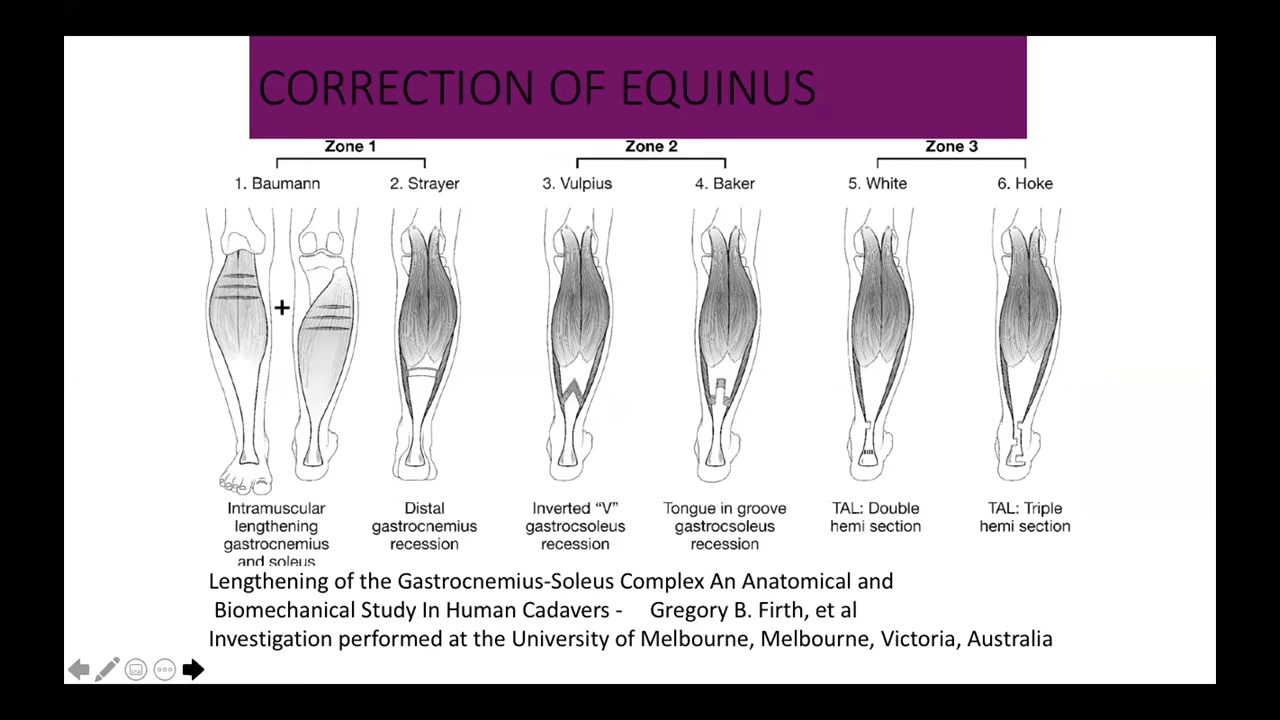 CORRECTION OF EQUINUS
Zone 1
Zone 2
Zone 3
1. Baumann
2. Strayer
3. Vulpius
4. Baker
5. White
6. Hoke
+
Intramuscular
lengthening
gastrocnemius
and soleus
Distal
gastrocnemius
recession
Inverted “V”
gastrocsoleus
recession
Tongue in groove
gastrocsoleus
recession
TAL: Double
hemi section
TAL: Triple
hemi section
Lengthening of the Gastrocnemius-Soleus Complex An Anatomical and
Biomechanical Study In Human Cadavers - Gregory B. Firth, et al
Investigation performed at the University of Melbourne, Melbourne, Victoria, Australia